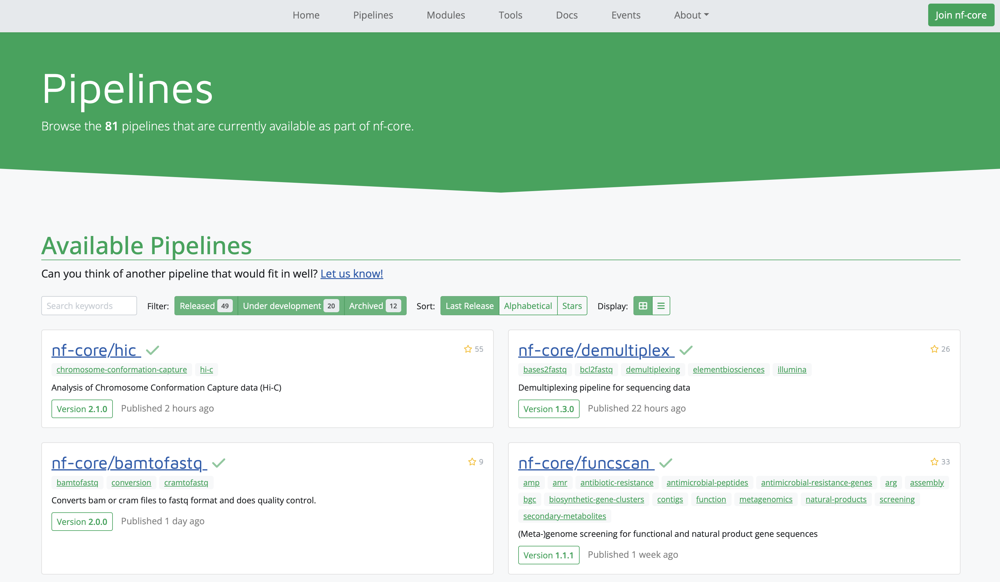 Home Pipelines Modules Tools Docs Events About Join nf-core
Pipelines
Browse the 81 pipelines that are currently available as part of nf-core.
Available Pipelines
Can you think of another pipeline that would fit in well? Let us know!
Search keywords Filter: Released 49 Under development 20 Archived 12 Sort: Last Release Alphabetical Stars Display:
nf-core/hic 55
chromosome-conformation-capture hi-c
Analysis of Chromosome Conformation Capture data (Hi-C)
Version 2.1.0 Published 2 hours ago
nf-core/demultiplex 26
bases2fastq bcl2fastq demultiplexing elementbiosciences illumina
Demultiplexing pipeline for sequencing data
Version 1.3.0 Published 22 hours ago
nf-core/bamtofastq 9
bamtofastq conversion cramtofastq
Converts bam or cram files to fastq format and does quality control.
Version 2.0.0 Published 1 day ago
nf-core/funcscan 33
amp amr antibiotic-resistance antimicrobial-peptides antimicrobial-resistance-genes arg assembly
bgc biosynthetic-gene-clusters contigs function metagenomics natural-products screening
secondary-metabolites
(Meta-)genome screening for functional and natural product gene sequences
Version 1.1.1 Published 1 week ago